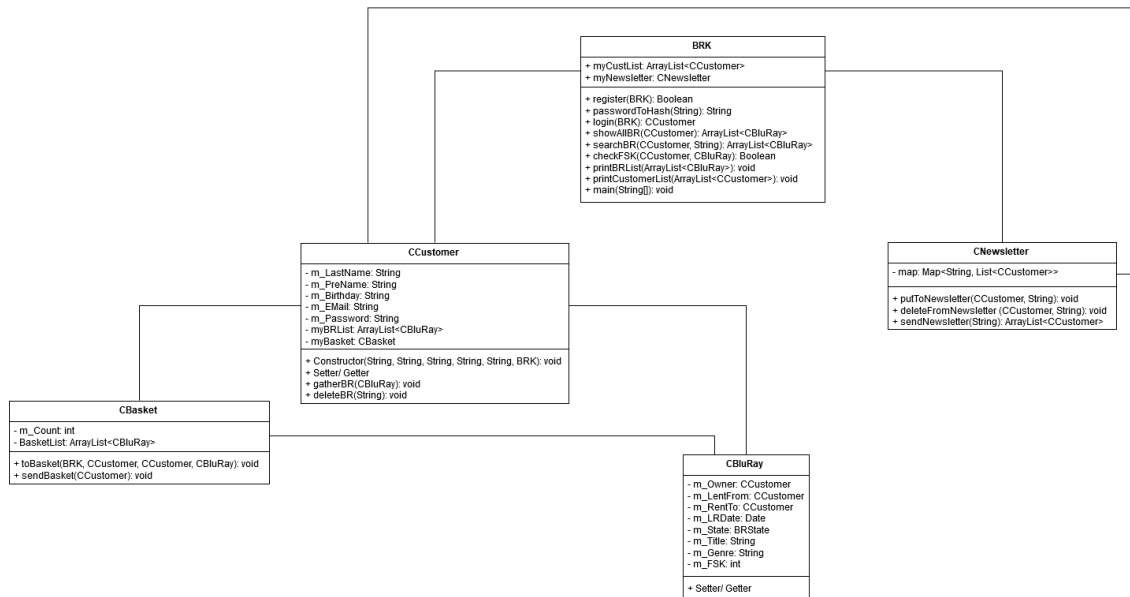 BRK
+ myCustList: ArrayList<CCustomer>
+ myNewsletter: CNewsletter
+ register(BRK): Boolean
+ passwordToHash(String): String
+ login(BRK): CCustomer
+ showAllBR(CCustomer): ArrayList<CBluRay>
+ searchBR(CCustomer, String): ArrayList<CBluRay>
+ checkFSK(CCustomer, CBluRay): Boolean
+ printBRList(ArrayList<CBluRay>): void
+ printCustomerList(ArrayList<CCustomer>): void
+ main(String[]): void
CCustomer
- m_LastName: String
- m_PreName: String
- m_Birthday: String
- m_EMail: String
- m_Password: String
- myBRList: ArrayList<CBluRay>
- myBasket: CBasket
+ Constructor(String, String, String, String, String, BRK): void
+ Setter/ Getter
+ gatherBR(CBluRay): void
+ deleteBR(String): void
CNewsletter
- map: Map<String, List<CCustomer>>
+ putToNewsletter(CCustomer, String): void
+ deleteFromNewsletter (CCustomer, String): void
+ sendNewsletter(String): ArrayList<CCustomer>
CBasket
- m_Count: int
- BasketList: ArrayList<CBluRay>
+ toBasket(BRK, CCustomer, CCustomer, CBluRay): void
+ sendBasket(CCustomer): void
CBluRay
- m_Owner: CCustomer
- m_LentFrom: CCustomer
- m_RentTo: CCustomer
- m_LRDate: Date
- m_State: BRState
- m_Title: String
- m_Genre: String
- m_FSK: int
+ Setter/ Getter